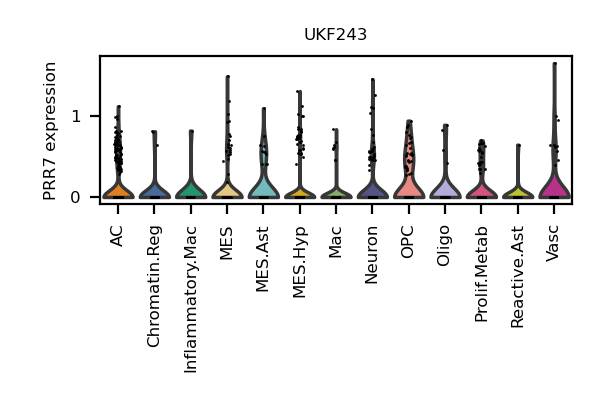 UKF243
PRR7 expression
1
0
AC
Chromatin.Reg
Inflammatory.Mac
MES
MES.Ast
MES.Hyp
Mac
Neuron
OPC
Oligo
Prolif.Metab
Reactive.Ast
Vasc